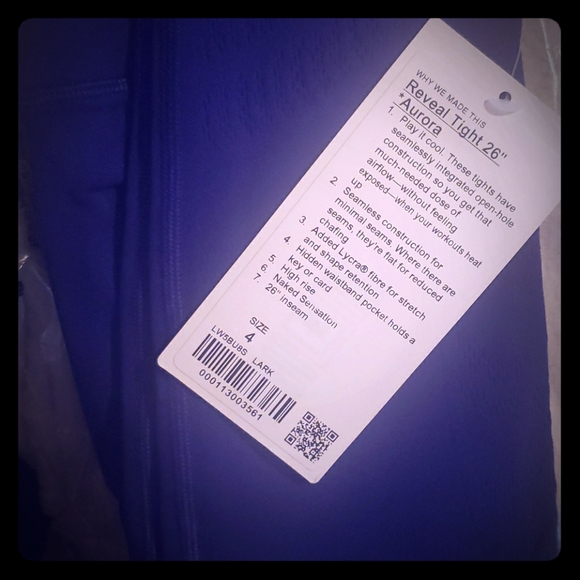 WHY WE MADE THIS
Reveal Tight 26"
*Aurora
1. Play it cool. These tights have
seamlessly integrated open-hole
construction so you get that
much-needed dose of
airflow—without feeling
exposed—when your workouts heat
up
2 Seamless construction for
minimal seams. Where there are
seams, they're flat for reduced
chafing
3. Added Lycra® fibre for stretch
and shape retention
4. Hidden waistband pocket holds a
key or card
5. High rise
6. Naked Sensation
7. 26" inseam
SIZE
4
LW5BU8S LARK
000113003561